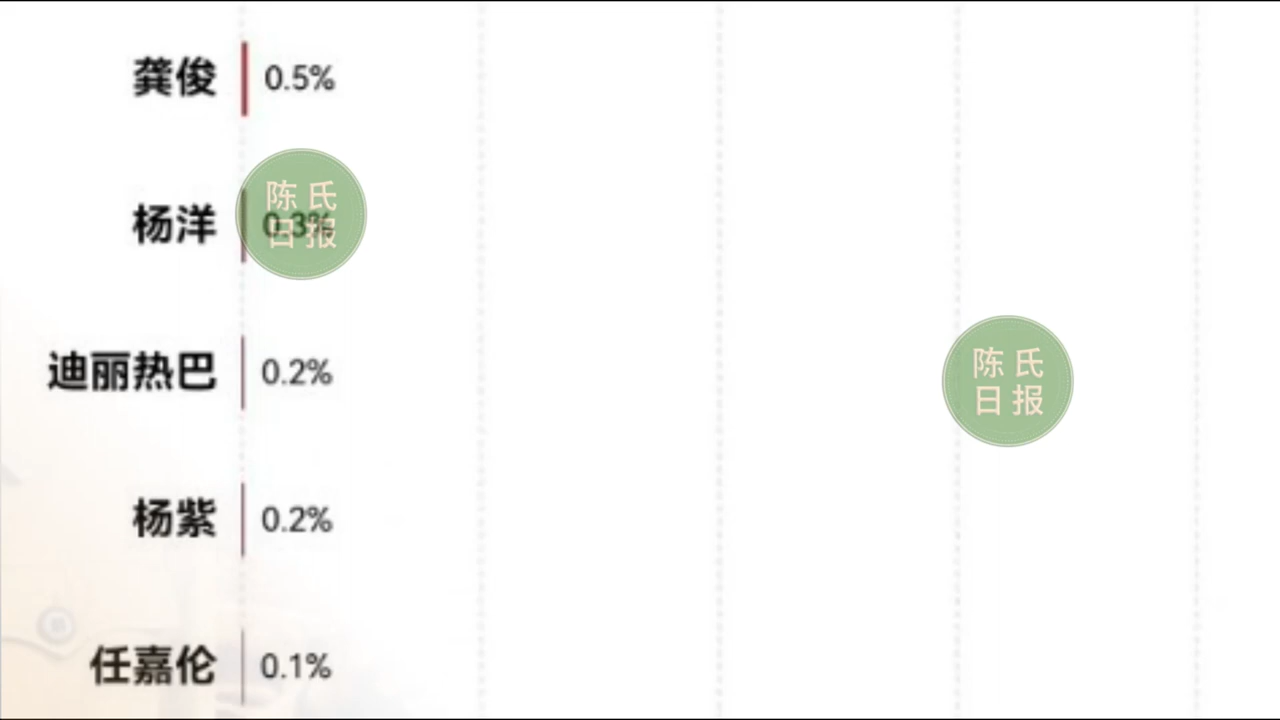 龚俊 0.5%
杨洋 0.3%
陈氏
日报
迪丽热巴 0.2%
陈氏
日报
杨紫 0.2%
任嘉伦 0.1%